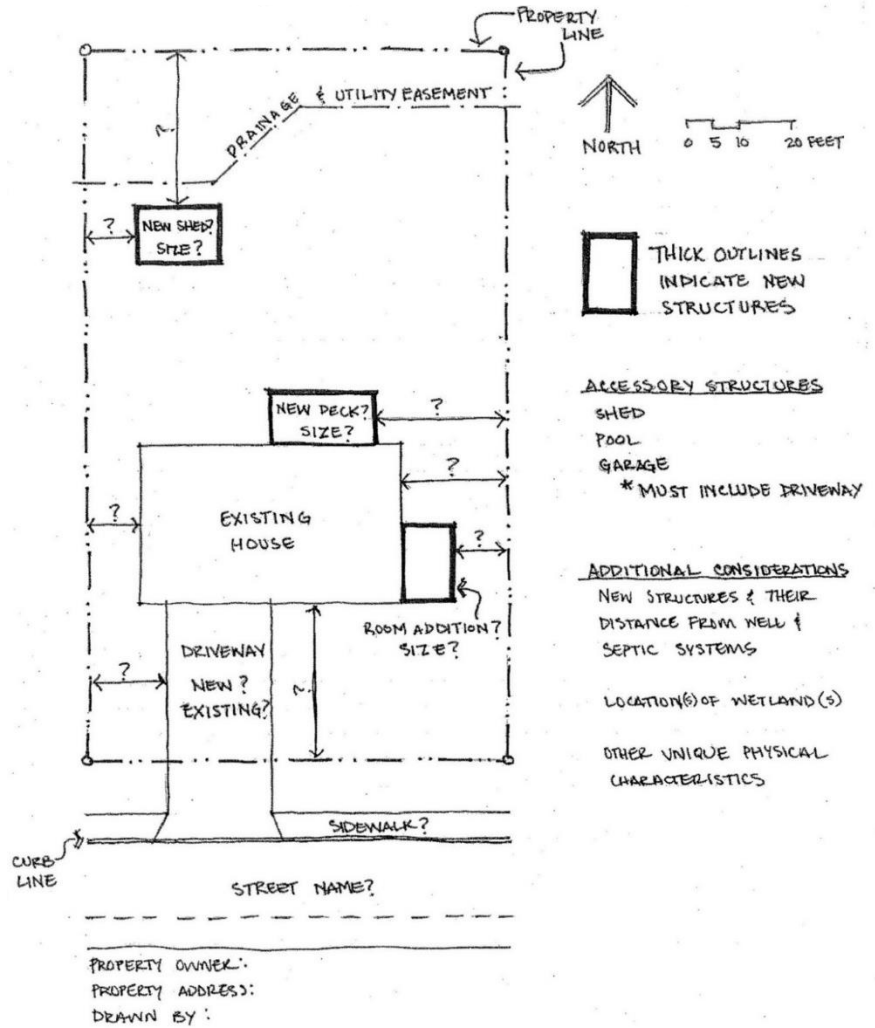 PROPERTY
LINE
DRAINAGE & UTILITY EASEMENT
NORTH
0 5 10 20 FEET
?
?
NEW SHED?
SIZE?
THICK OUTLINES
INDICATE NEW
STRUCTURES
ACCESSORY STRUCTURES
SHED
POOL
GARAGE
* MUST INCLUDE DRIVEWAY
NEW DECK?
SIZE?
?
?
?
EXISTING
HOUSE
?
ADDITIONAL CONSIDERATIONS
NEW STRUCTURES & THEIR
DISTANCE FROM WELL &
SEPTIC SYSTEMS
LOCATION(S) OF WETLAND(S)
OTHER UNIQUE PHYSICAL
CHARACTERISTICS
ROOM ADDITION?
SIZE?
DRIVEWAY
NEW?
EXISTING?
?
?
SIDEWALK?
CURB
LINE
STREET NAME?
PROPERTY OWNER:
PROPERTY ADDRESS:
DRAWN BY: